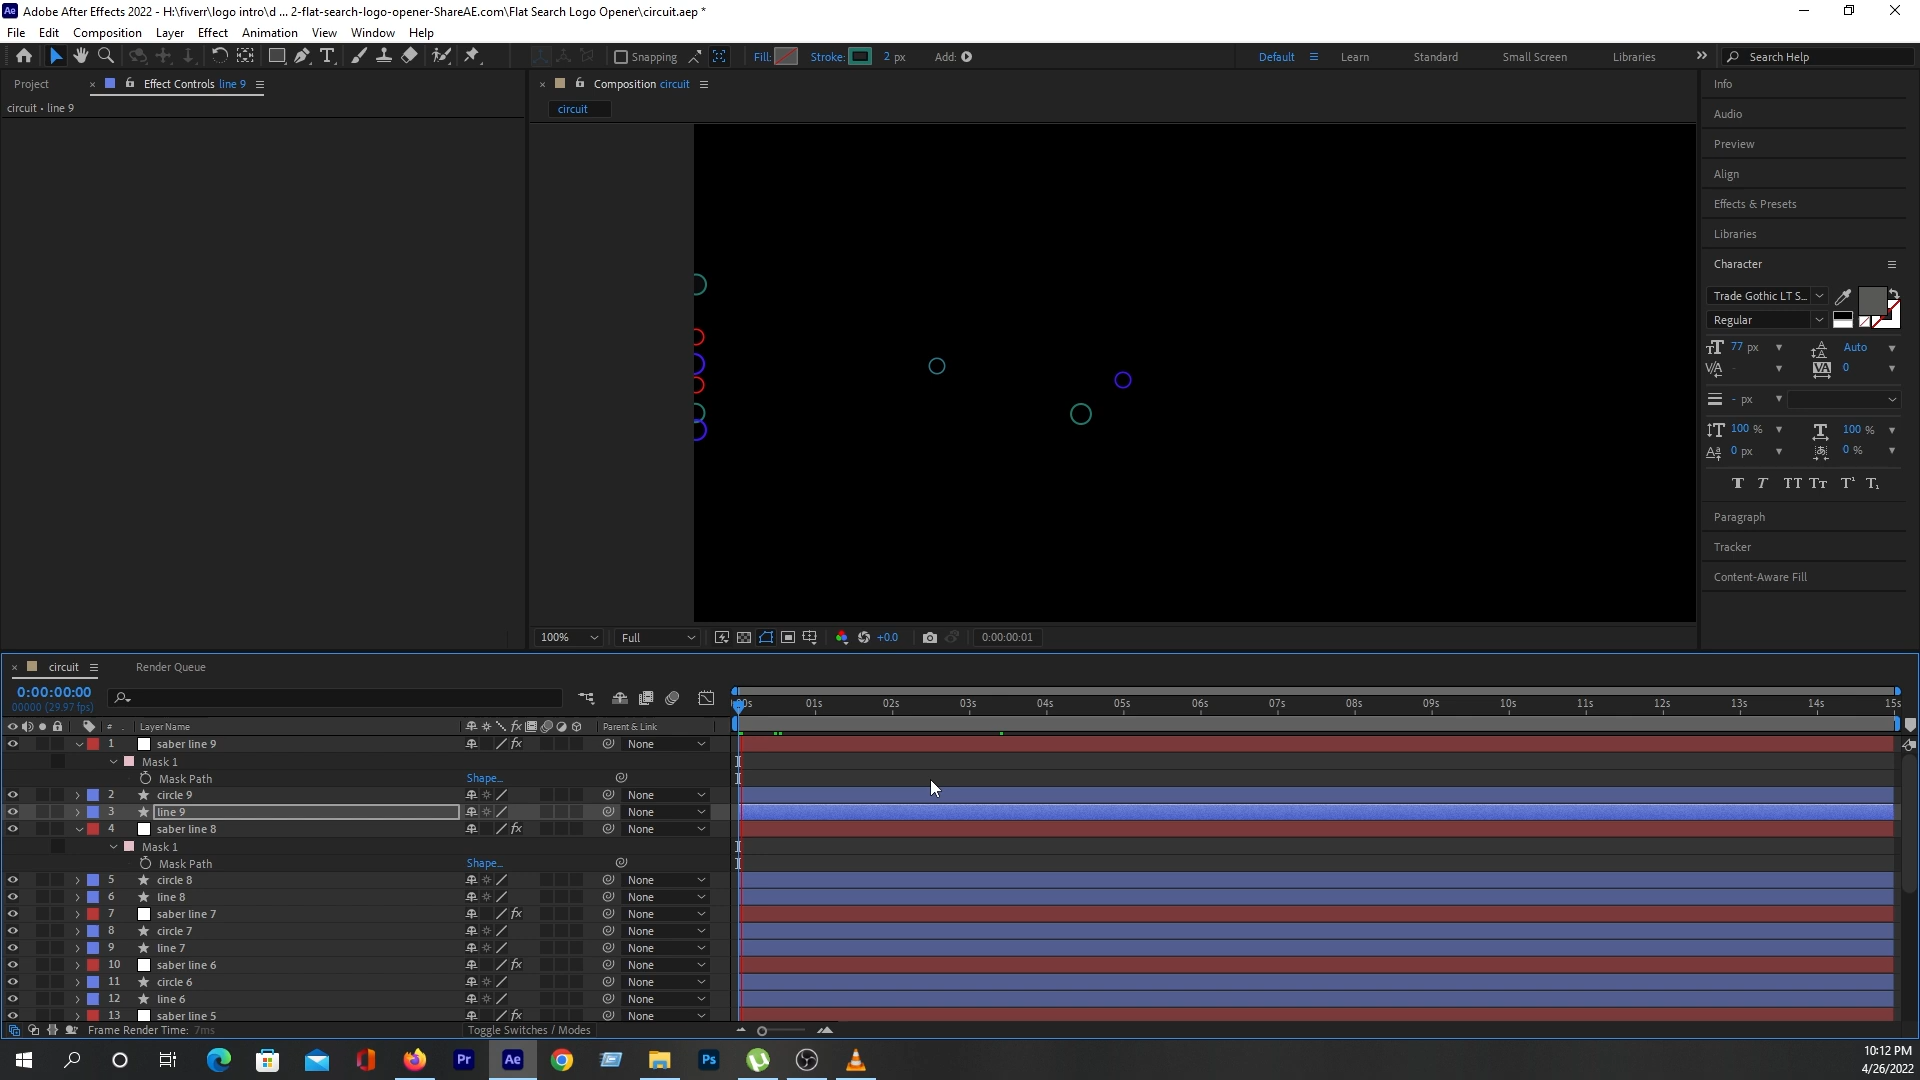 Ae Adobe After Effects 2022 - H:\fiverr\logo intro\d ... 2-flat-search-logo-opener-ShareAE.com\Flat Search Logo Opener\circuit.aep *
File Edit Composition Layer Effect Animation View Window Help
Snapping Fill: Stroke: 2 px Add: Default Learn Standard Small Screen Libraries Search Help
Project Effect Controls line 9
circuit • line 9
Composition circuit
circuit
Info
Audio
Preview
Align
Effects & Presets
Libraries
Character
Trade Gothic LT S...
Regular
77 px Auto
- 0
- px
100 % 100 %
0 px 0 %
Paragraph
Tracker
Content-Aware Fill
100% Full +0.0 0:00:00:01
circuit Render Queue
0:00:00:00
00000 (29.97 fps)
01s 02s 03s 04s 05s 06s 07s 08s 09s 10s 11s 12s 13s 14s 15s
# Layer Name Parent & Link
1 saber line 9 None
Mask 1
Mask Path Shape...
2 circle 9 None
3 line 9 None
4 saber line 8 None
Mask 1
Mask Path Shape...
5 circle 8 None
6 line 8 None
7 saber line 7 None
8 circle 7 None
9 line 7 None
10 saber line 6 None
11 circle 6 None
12 line 6 None
13 saber line 5 None
Frame Render Time: 7ms Toggle Switches / Modes
Pr Ae Ps
10:12 PM
4/26/2022